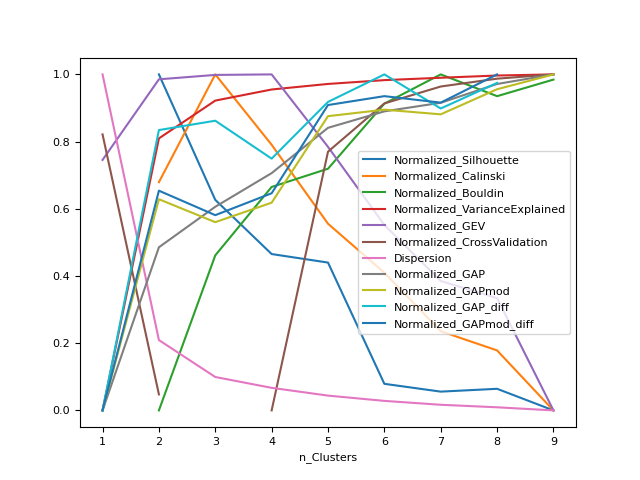 1.0
0.8
0.6
0.4
0.2
0.0
Normalized_Silhouette
Normalized_Calinski
Normalized_Bouldin
Normalized_VarianceExplained
Normalized_GEV
Normalized_CrossValidation
Dispersion
Normalized_GAP
Normalized_GAPmod
Normalized_GAP_diff
Normalized_GAPmod_diff
1 2 3 4 5 6 7 8 9
n_Clusters